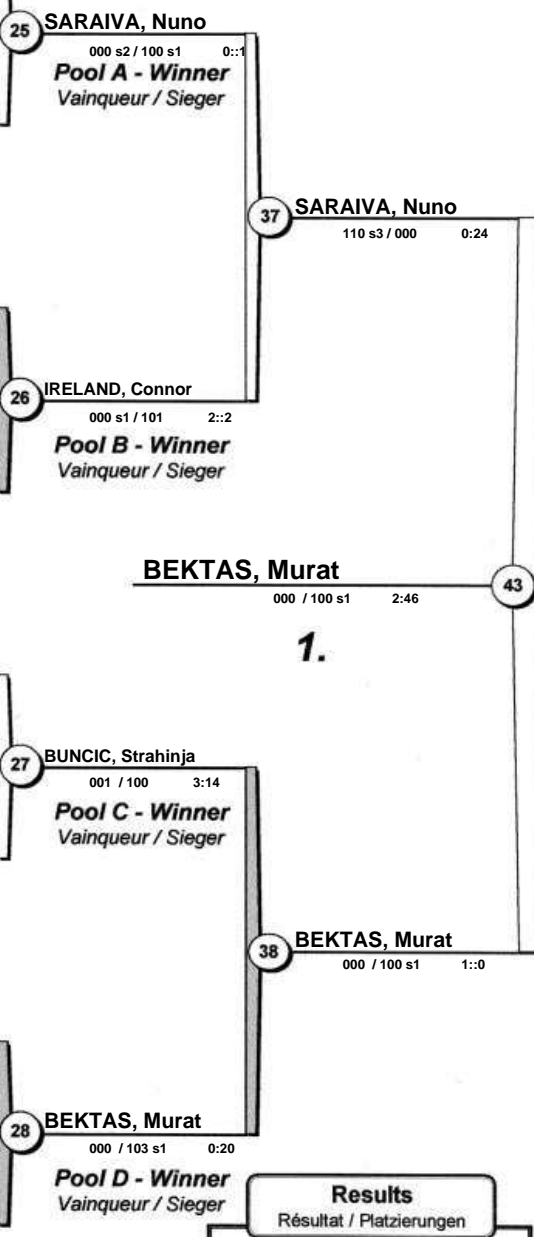 25 SARAIVA, Nuno
000 s2 / 100 s1 0::1
Pool A - Winner
Vainqueur / Sieger
37 SARAIVA, Nuno
110 s3 / 000 0:24
26 IRELAND, Connor
000 s1 / 101 2::2
Pool B - Winner
Vainqueur / Sieger
BEKTAS, Murat 43
000 / 100 s1 2:46
1.
27 BUNCIC, Strahinja
001 / 100 3:14
Pool C - Winner
Vainqueur / Sieger
38 BEKTAS, Murat
000 / 100 s1 1::0
28 BEKTAS, Murat
000 / 103 s1 0:20
Pool D - Winner
Vainqueur / Sieger
Results
Résultat / Platzierungen